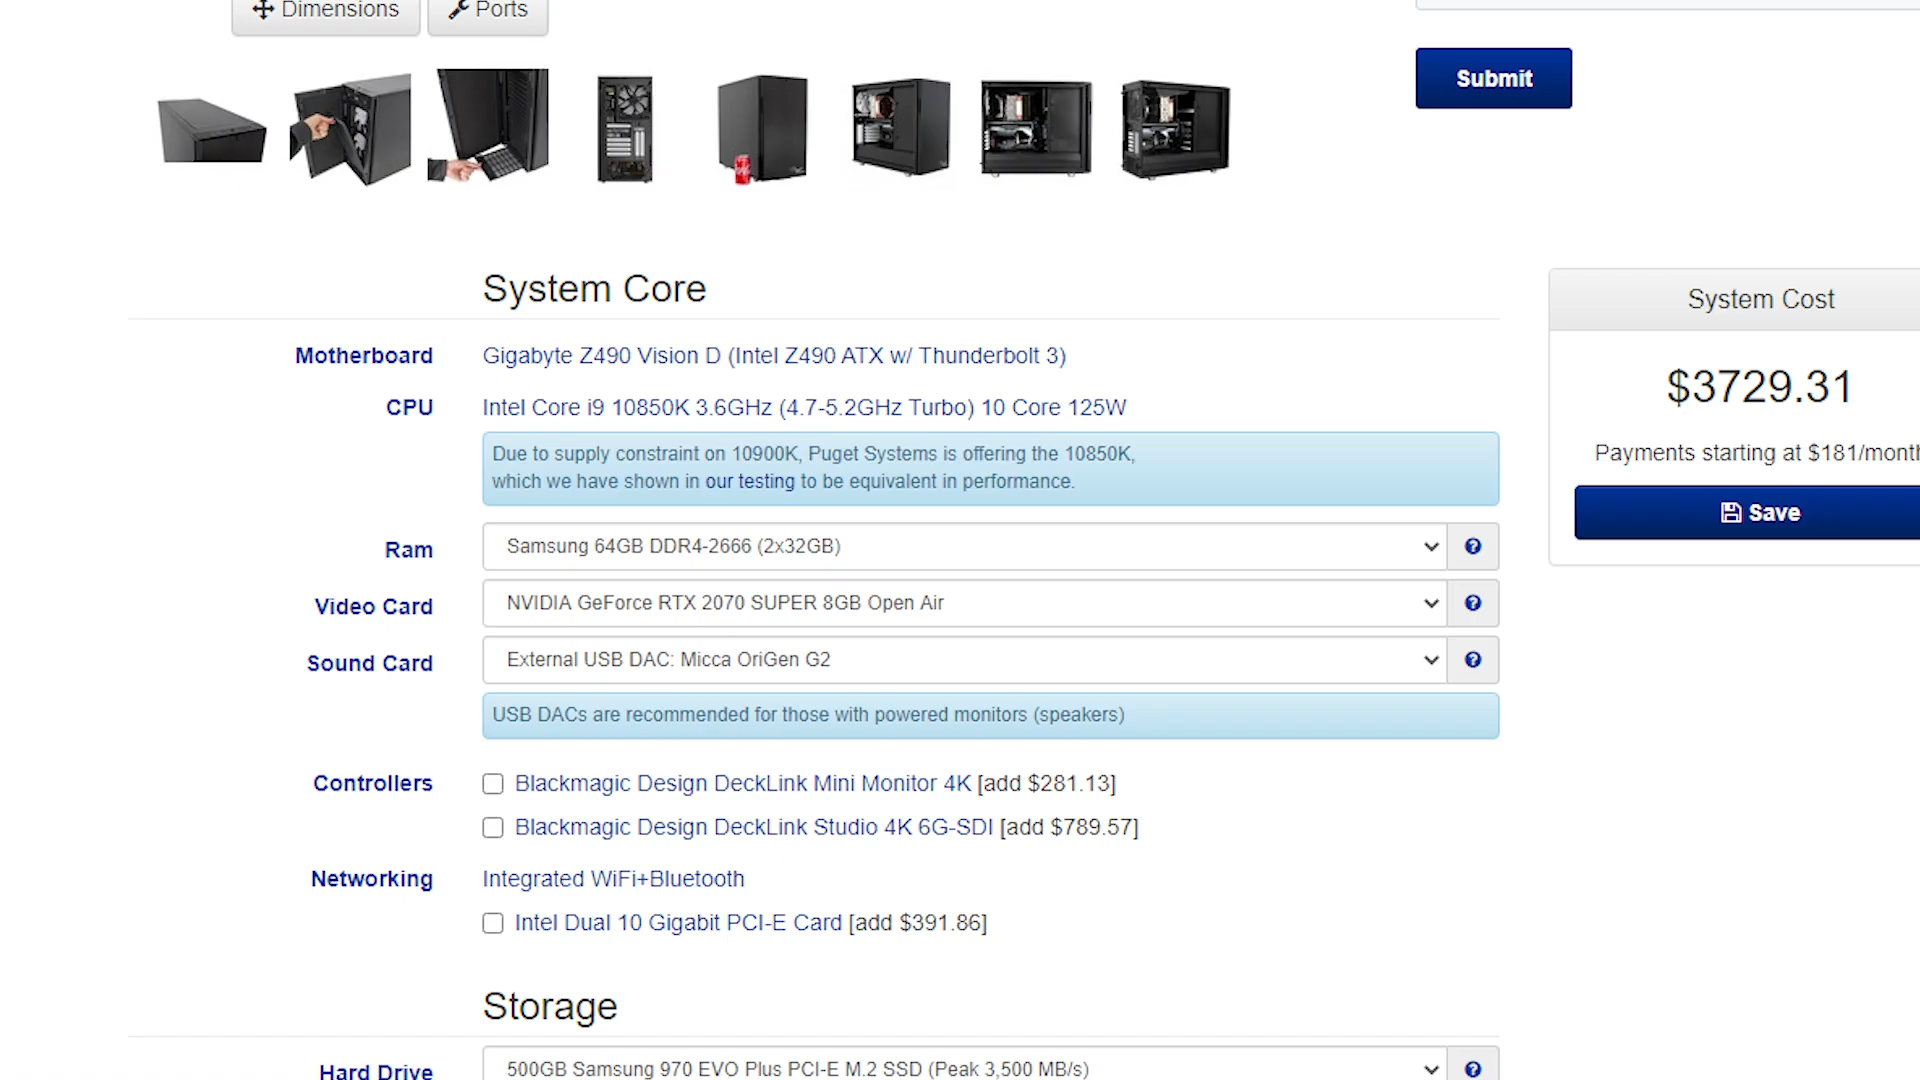 Dimensions
Ports
Submit
System Core
System Cost
Motherboard
Gigabyte Z490 Vision D (Intel Z490 ATX w/ Thunderbolt 3)
$3729.31
CPU
Intel Core i9 10850K 3.6GHz (4.7-5.2GHz Turbo) 10 Core 125W
Due to supply constraint on 10900K, Puget Systems is offering the 10850K,
which we have shown in our testing to be equivalent in performance.
Payments starting at $181/month
Save
Ram
Samsung 64GB DDR4-2666 (2x32GB)
Video Card
NVIDIA GeForce RTX 2070 SUPER 8GB Open Air
Sound Card
External USB DAC: Micca OriGen G2
USB DACs are recommended for those with powered monitors (speakers)
Controllers
Blackmagic Design DeckLink Mini Monitor 4K [add $281.13]
Blackmagic Design DeckLink Studio 4K 6G-SDI [add $789.57]
Networking
Integrated WiFi+Bluetooth
Intel Dual 10 Gigabit PCI-E Card [add $391.86]
Storage
Hard Drive
500GB Samsung 970 EVO Plus PCI-E M.2 SSD (Peak 3,500 MB/s)